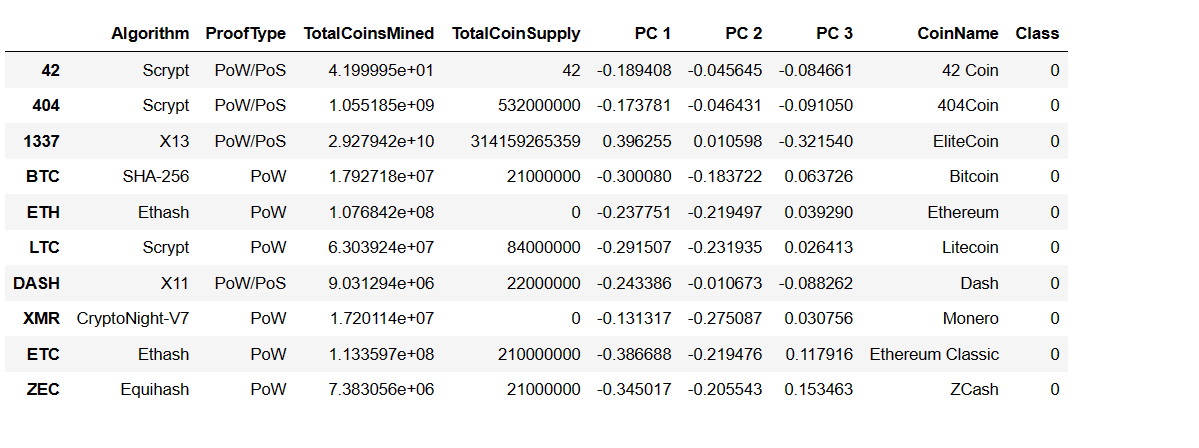 Algorithm ProofType TotalCoinsMined TotalCoinSupply PC 1 PC 2 PC 3 CoinName Class
42 Scrypt PoW/PoS 4.199995e+01 42 -0.189408 -0.045645 -0.084661 42 Coin 0
404 Scrypt PoW/PoS 1.055185e+09 532000000 -0.173781 -0.046431 -0.091050 404Coin 0
1337 X13 PoW/PoS 2.927942e+10 314159265359 0.396255 0.010598 -0.321540 EliteCoin 0
BTC SHA-256 PoW 1.792718e+07 21000000 -0.300080 -0.183722 0.063726 Bitcoin 0
ETH Ethash PoW 1.076842e+08 0 -0.237751 -0.219497 0.039290 Ethereum 0
LTC Scrypt PoW 6.303924e+07 84000000 -0.291507 -0.231935 0.026413 Litecoin 0
DASH X11 PoW/PoS 9.031294e+06 22000000 -0.243386 -0.010673 -0.088262 Dash 0
XMR CryptoNight-V7 PoW 1.720114e+07 0 -0.131317 -0.275087 0.030756 Monero 0
ETC Ethash PoW 1.133597e+08 210000000 -0.386688 -0.219476 0.117916 Ethereum Classic 0
ZEC Equihash PoW 7.383056e+06 21000000 -0.345017 -0.205543 0.153463 ZCash 0